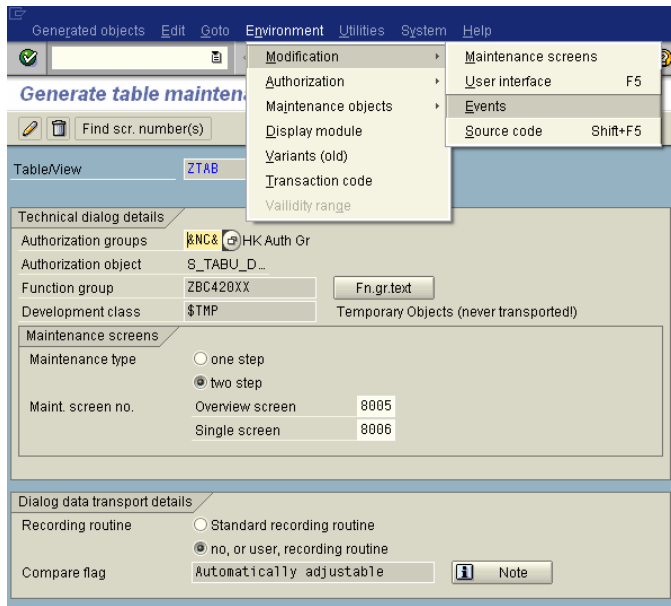 Generated objects Edit Goto Environment Utilities System Help
Modification
Maintenance screens
Authorization
User interface F5
Generate table mainten
Maintenance objects
Events
Find scr. number(s)
Display module
Source code Shift+F5
Variants (old)
Table/View ZTAB
Transaction code
Vailidity range
Technical dialog details
Authorization groups &NC& HK Auth Gr
Authorization object S_TABU_D…
Function group ZBC420XX Fn.gr.text
Development class $TMP Temporary Objects (never transported!)
Maintenance screens
Maintenance type one step
two step
Maint. screen no. Overview screen 8005
Single screen 8006
Dialog data transport details
Recording routine Standard recording routine
no, or user, recording routine
Compare flag Automatically adjustable Note